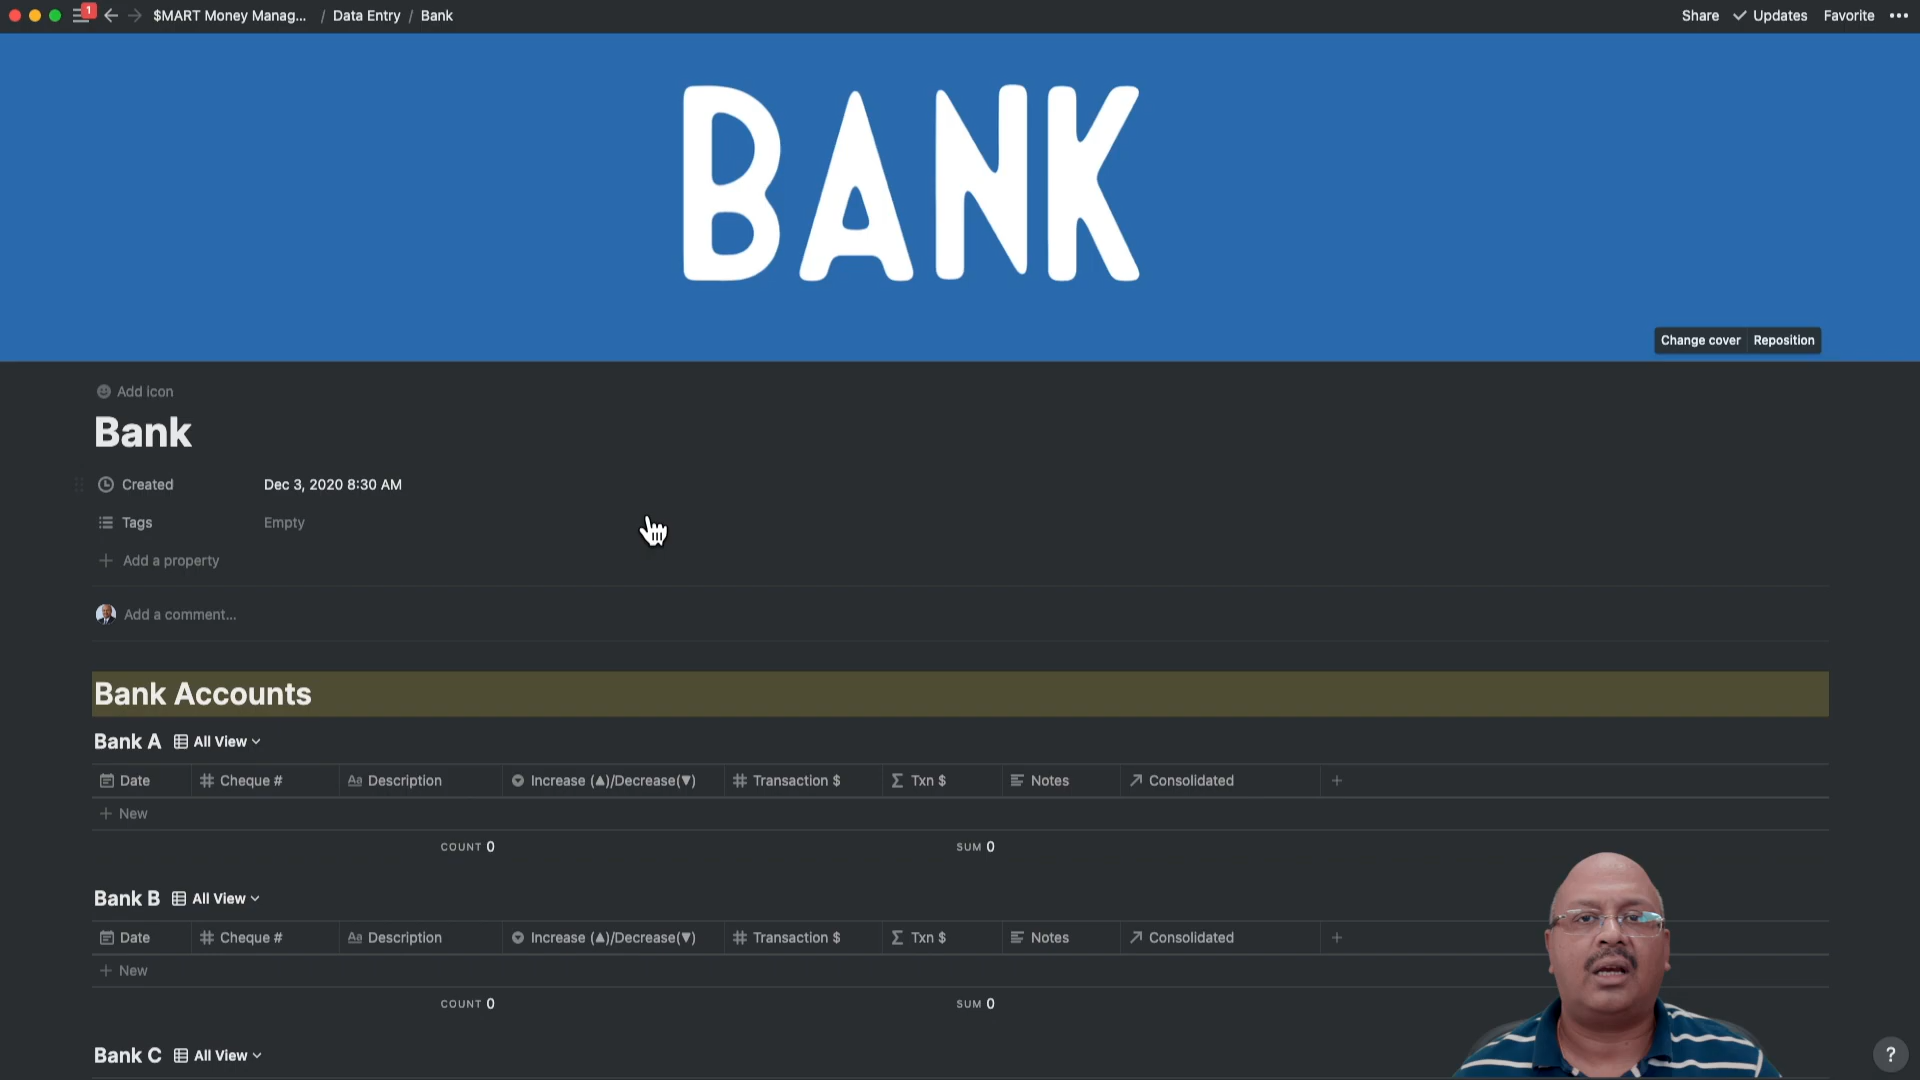 1
$MART Money Manag... / Data Entry / Bank
Share Updates Favorite
BANK
Change cover Reposition
Add icon
Bank
Created Dec 3, 2020 8:30 AM
Tags Empty
Add a property
Add a comment...
Bank Accounts
Bank A All View
Date Cheque # Description Increase (▲)/Decrease(▼) Transaction $ Txn $ Notes Consolidated
New
COUNT 0 SUM 0
Bank B All View
Date Cheque # Description Increase (▲)/Decrease(▼) Transaction $ Txn $ Notes Consolidated
New
COUNT 0 SUM 0
Bank C All View
?